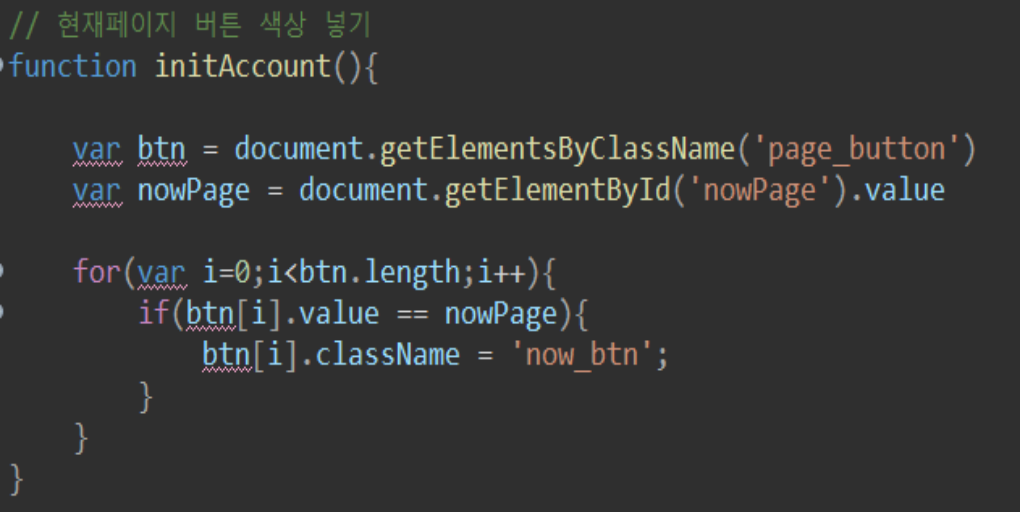 // 현재페이지 버튼 색상 넣기
function initAccount(){
var btn = document.getElementsByClassName('page_button')
var nowPage = document.getElementById('nowPage').value
for(var i=0;i<btn.length;i++){
if(btn[i].value == nowPage){
btn[i].className = 'now_btn';
}
}
}